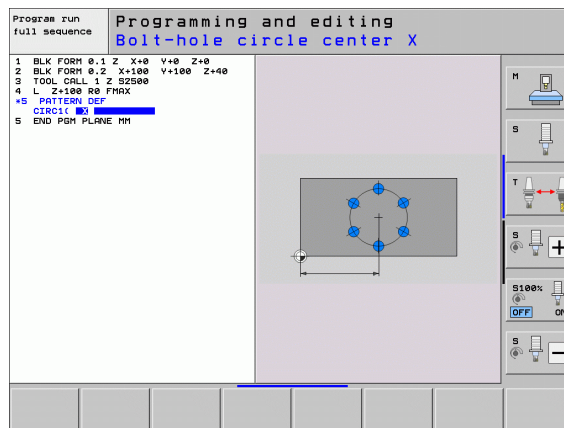 Program run
full sequence
Programming and editing
Bolt-hole circle center X
1 BLK FORM 0.1 Z X+0 Y+0 Z+0
2 BLK FORM 0.2 X+100 Y+100 Z+40
3 TOOL CALL 1 Z S2500
4 L Z+100 R0 FMAX
*5 PATTERN DEF
CIRC1( X
5 END PGM PLANE MM
M
S
T
S
+
S100%
OFF ON
S
−